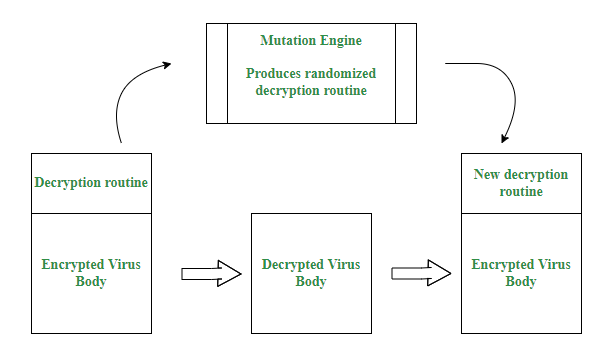 Mutation Engine
Produces randomized
decryption routine
Decryption routine
Encrypted Virus
Body
Decrypted Virus
Body
New decryption
routine
Encrypted Virus
Body